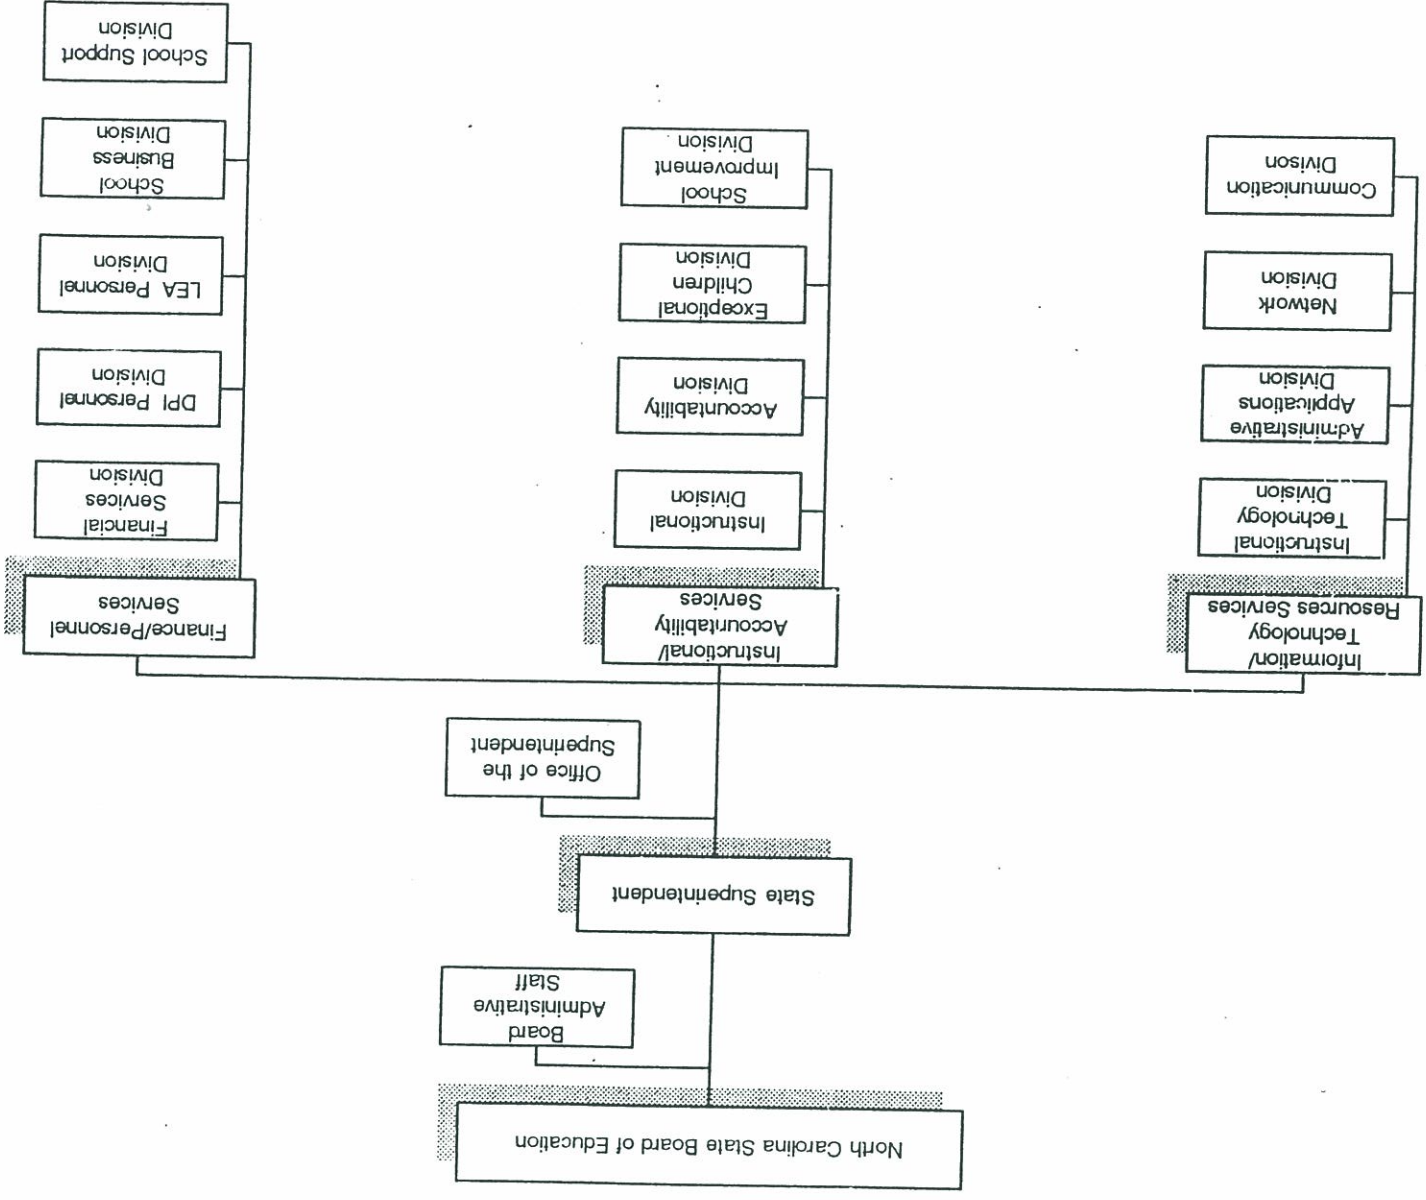 North Carolina State Board of Education
Board
Administrative
Staff
State Superintendent
Office of the
Superintendent
Information/
Technology
Resources Services
Instructional
Technology
Division
Administrative
Applications
Division
Network
Division
Communication
Division
Instructional/
Accountability
Services
Instructional
Division
Accountability
Division
Exceptional
Children
Division
School
Improvement
Division
Finance/Personnel
Services
Financial
Services
Division
DPI Personnel
Division
LEA Personnel
Division
School
Business
Division
School Support
Division